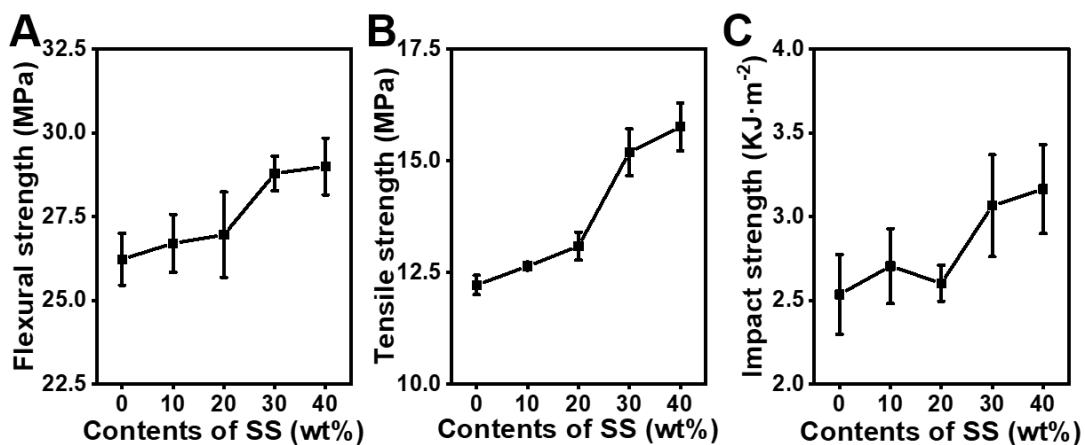 A
Flexural strength (MPa)
32.5
30.0
27.5
25.0
22.5
0 10 20 30 40
Contents of SS (wt%)
B
Tensile strength (MPa)
17.5
15.0
12.5
10.0
0 10 20 30 40
Contents of SS (wt%)
C
Impact strength (KJ·m⁻²)
4.0
3.5
3.0
2.5
2.0
0 10 20 30 40
Contents of SS (wt%)